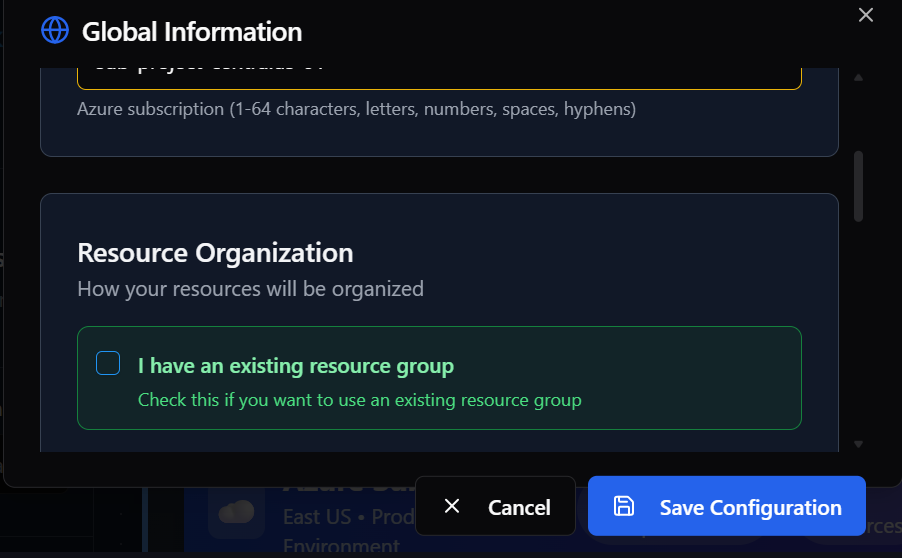 Global Information
Azure subscription (1-64 characters, letters, numbers, spaces, hyphens)
Resource Organization
How your resources will be organized
I have an existing resource group
Check this if you want to use an existing resource group
Cancel
Save Configuration
East US • Prod
Environment